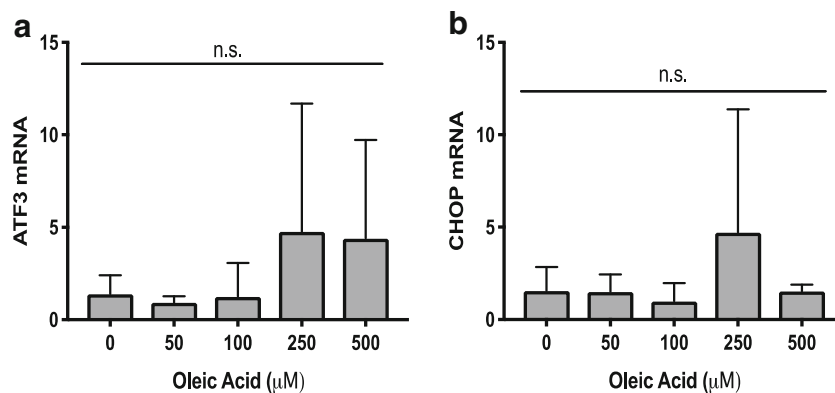 a
n.s.
15
10
5
0
ATF3 mRNA
0 50 100 250 500
Oleic Acid (μM)
b
n.s.
15
10
5
0
CHOP mRNA
0 50 100 250 500
Oleic Acid (μM)